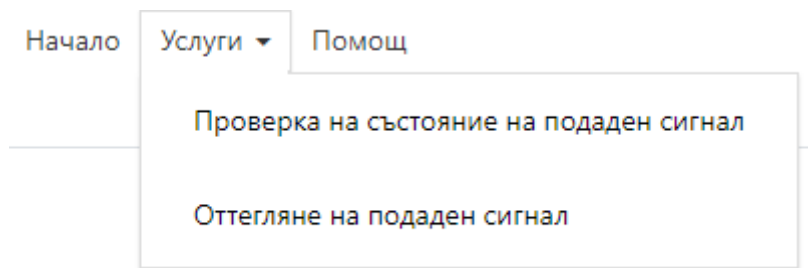 Начало Услуги Помощ
Проверка на състояние на подаден сигнал
Оттегляне на подаден сигнал